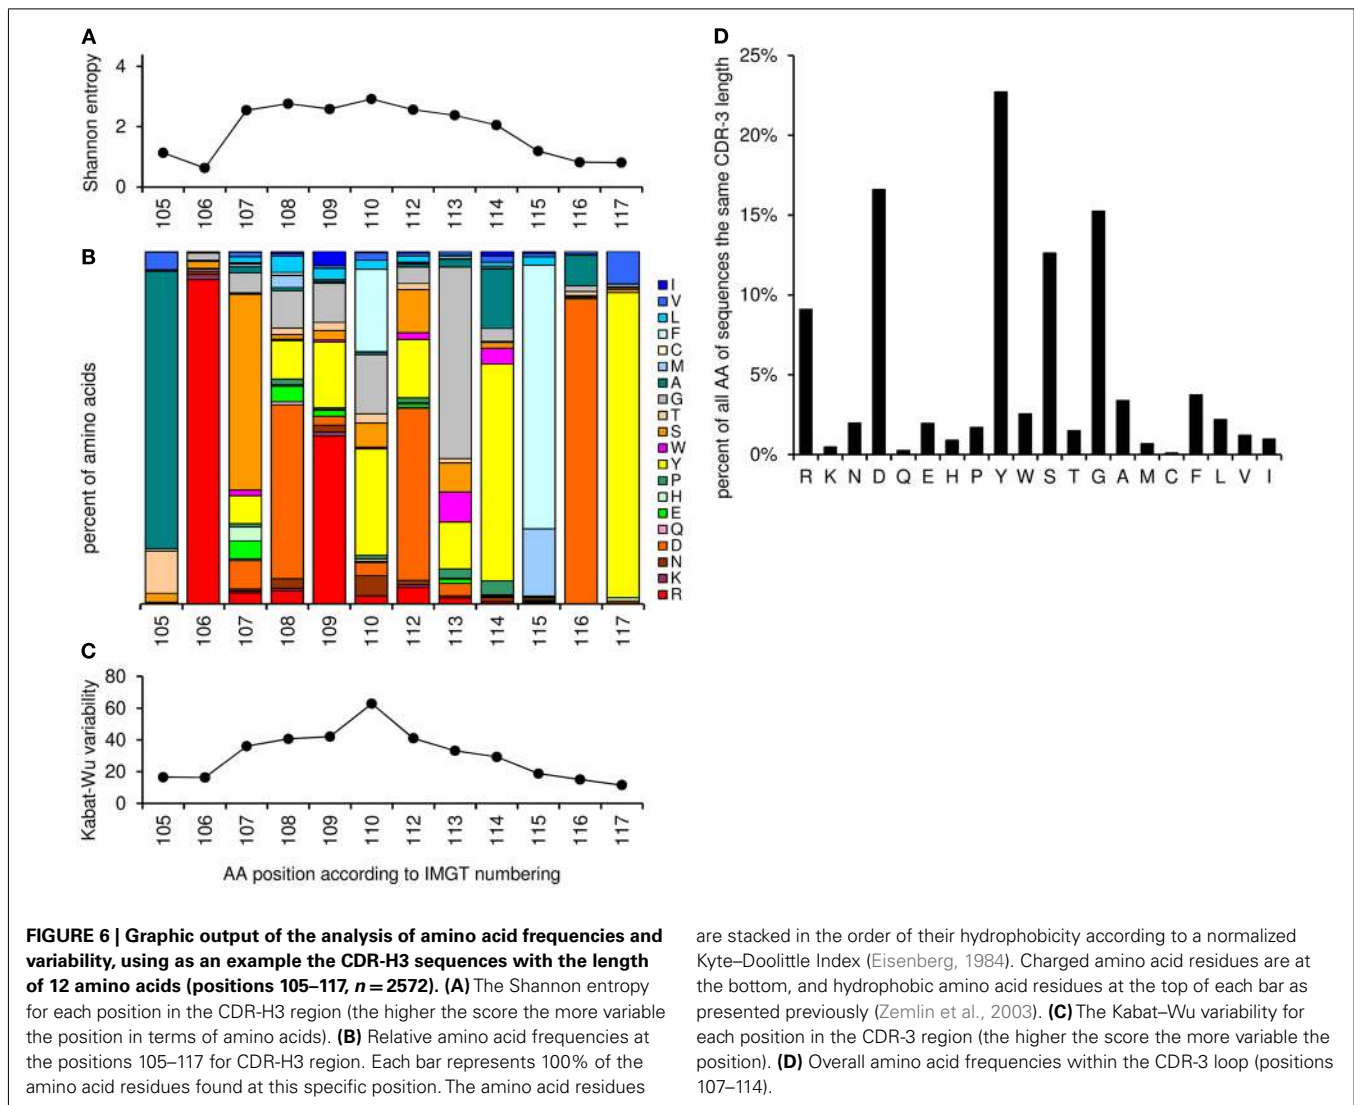 A
Shannon entropy
4
2
0
105 106 107 108 109 110 112 113 114 115 116 117
B
percent of amino acids
I
V
L
F
C
M
A
G
T
S
W
Y
P
H
E
Q
D
N
K
R
105 106 107 108 109 110 112 113 114 115 116 117
C
Kabat-Wu variability
80
60
40
20
0
105 106 107 108 109 110 112 113 114 115 116 117
AA position according to IMGT numbering
D
percent of all AA of sequences the same CDR-3 length
25%
20%
15%
10%
5%
0%
R K N D Q E H P Y W S T G A M C F L V I
FIGURE 6 | Graphic output of the analysis of amino acid frequencies and
variability, using as an example the CDR-H3 sequences with the length
of 12 amino acids (positions 105–117, n = 2572). (A) The Shannon entropy
for each position in the CDR-H3 region (the higher the score the more variable
the position in terms of amino acids). (B) Relative amino acid frequencies at
the positions 105–117 for CDR-H3 region. Each bar represents 100% of the
amino acid residues found at this specific position. The amino acid residues
are stacked in the order of their hydrophobicity according to a normalized
Kyte–Doolittle Index (Eisenberg, 1984). Charged amino acid residues are at
the bottom, and hydrophobic amino acid residues at the top of each bar as
presented previously (Zemlin et al., 2003). (C) The Kabat–Wu variability for
each position in the CDR-3 region (the higher the score the more variable the
position). (D) Overall amino acid frequencies within the CDR-3 loop (positions
107–114).